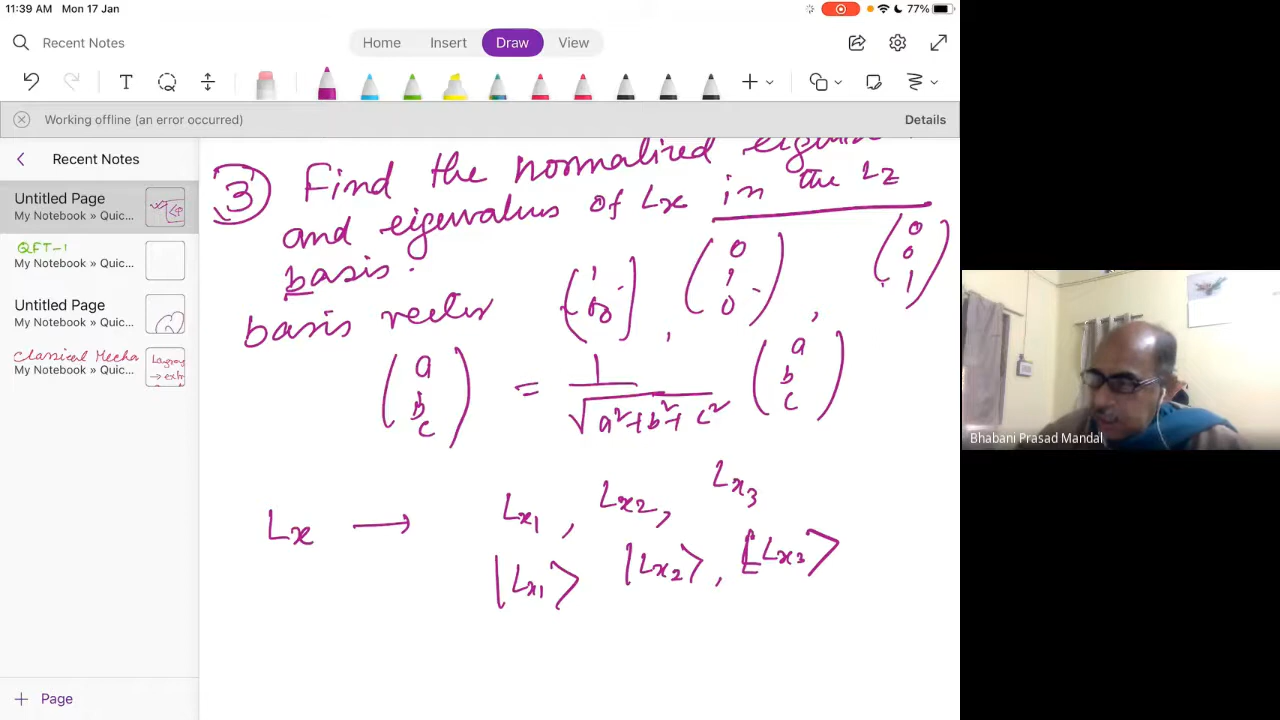 11:39 AM Mon 17 Jan
77%
Recent Notes
Home Insert Draw View
T
Working offline (an error occurred)
Details
Recent Notes
Untitled Page
My Notebook » Quic...
QFT-1
My Notebook » Quic...
Untitled Page
My Notebook » Quic...
Classical Mecha
My Notebook » Quic...
Page
③ Find the normalized
and eigenvalues of Lx in the Lz
basis.
basis vector (1 0 0), (0 1 0), (0 0 1)
(a b c) = 1/√a²+b²+c² (a b c)
Lx → Lx1, Lx2, Lx3
|Lx1> |Lx2>, |Lx3>
Bhabani Prasad Mandal